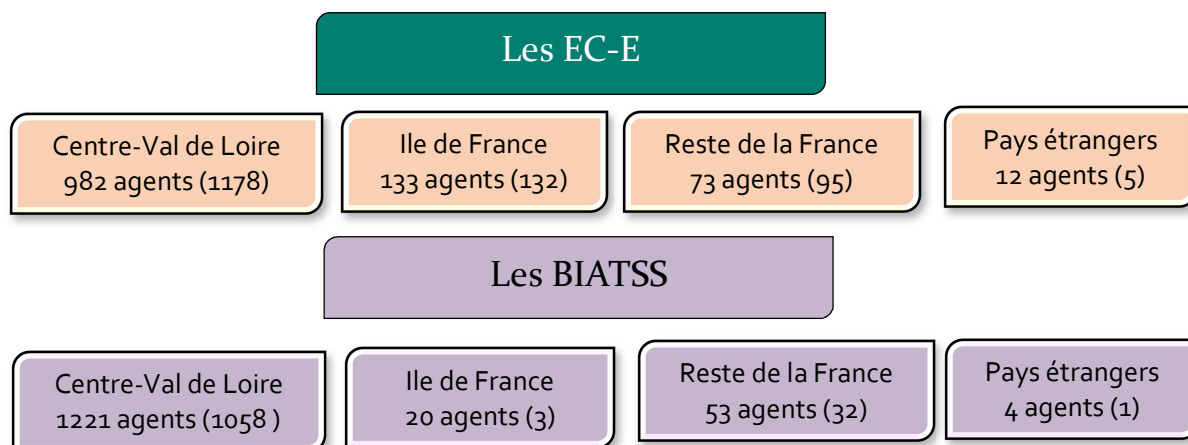 Les EC-E
Centre-Val de Loire
982 agents (1178)
Ile de France
133 agents (132)
Reste de la France
73 agents (95)
Pays étrangers
12 agents (5)
Les BIATSS
Centre-Val de Loire
1221 agents (1058 )
Ile de France
20 agents (3)
Reste de la France
53 agents (32)
Pays étrangers
4 agents (1)